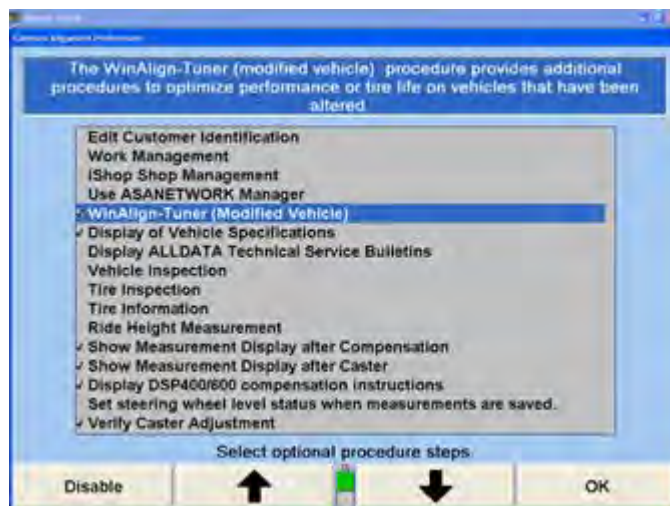 The WinAlign-Tuner (modified vehicle) procedure provides additional
procedures to optimize performance or tire life on vehicles that have been
altered
Edit Customer Identification
Work Management
iShop Shop Management
Use ASANETWORK Manager
✓ WinAlign-Tuner (Modified Vehicle)
✓ Display of Vehicle Specifications
Display ALLDATA Technical Service Bulletins
Vehicle Inspection
Tire Inspection
Tire Information
Ride Height Measurement
✓ Show Measurement Display after Compensation
✓ Show Measurement Display after Caster
✓ Display DSP400/600 compensation instructions
Set steering wheel level status when measurements are saved.
✓ Verify Caster Adjustment
Select optional procedure steps
Disable
OK